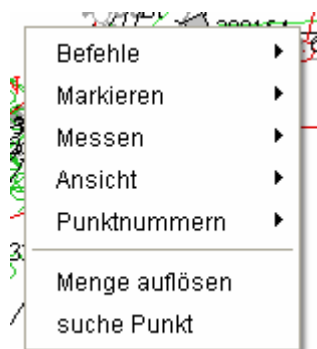 Befehle
Markieren
Messen
Ansicht
Punktnummern
Menge auflösen
suche Punkt